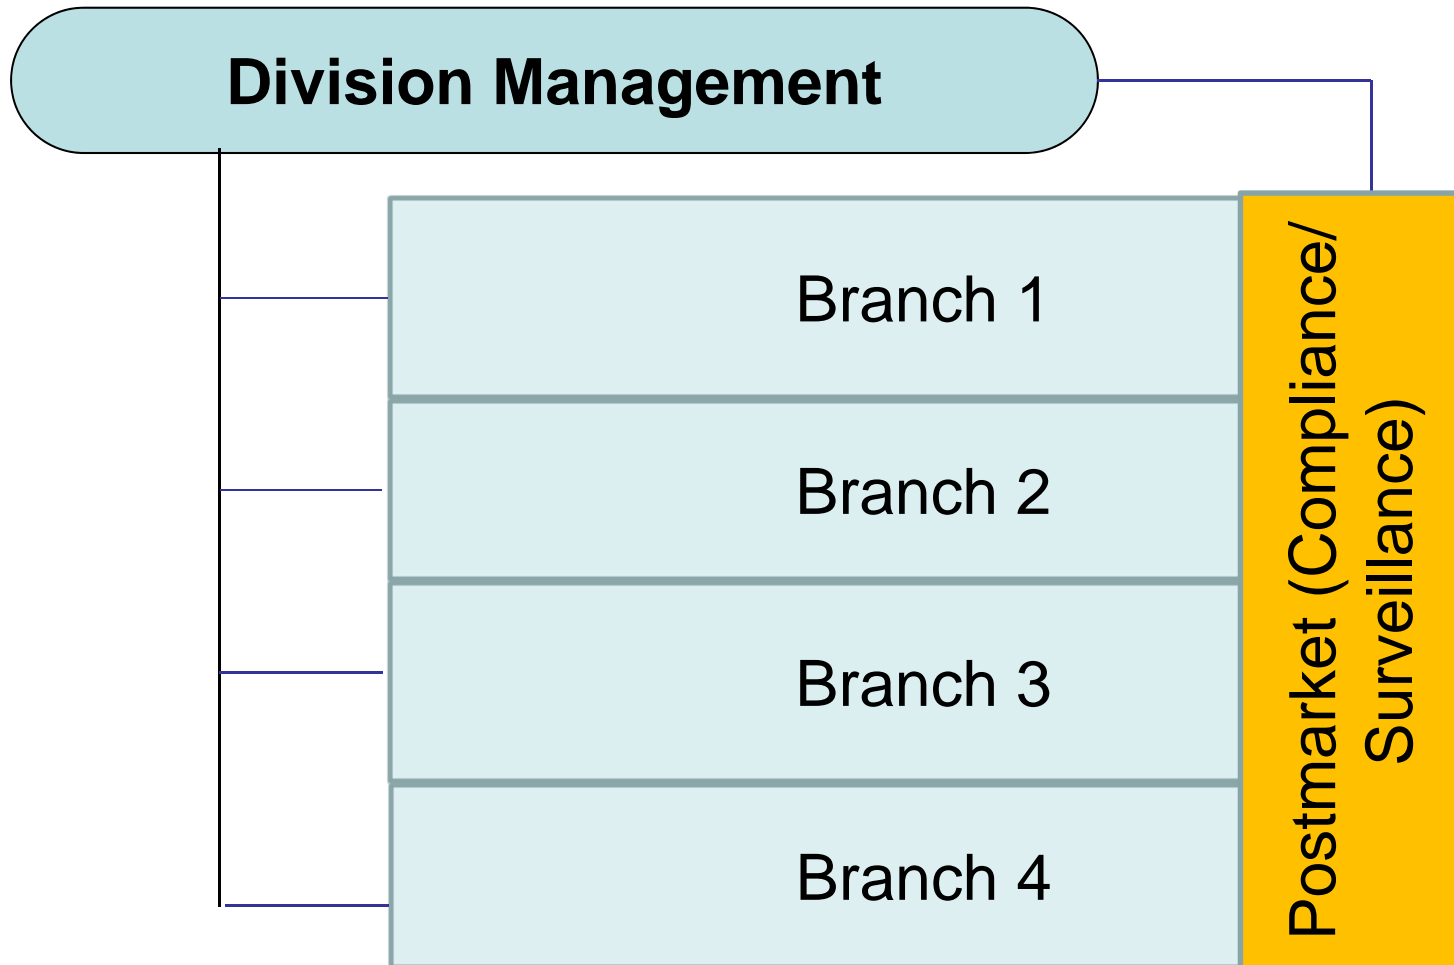 Division Management
Branch 1
Branch 2
Branch 3
Branch 4
Postmarket (Compliance/
Surveillance)